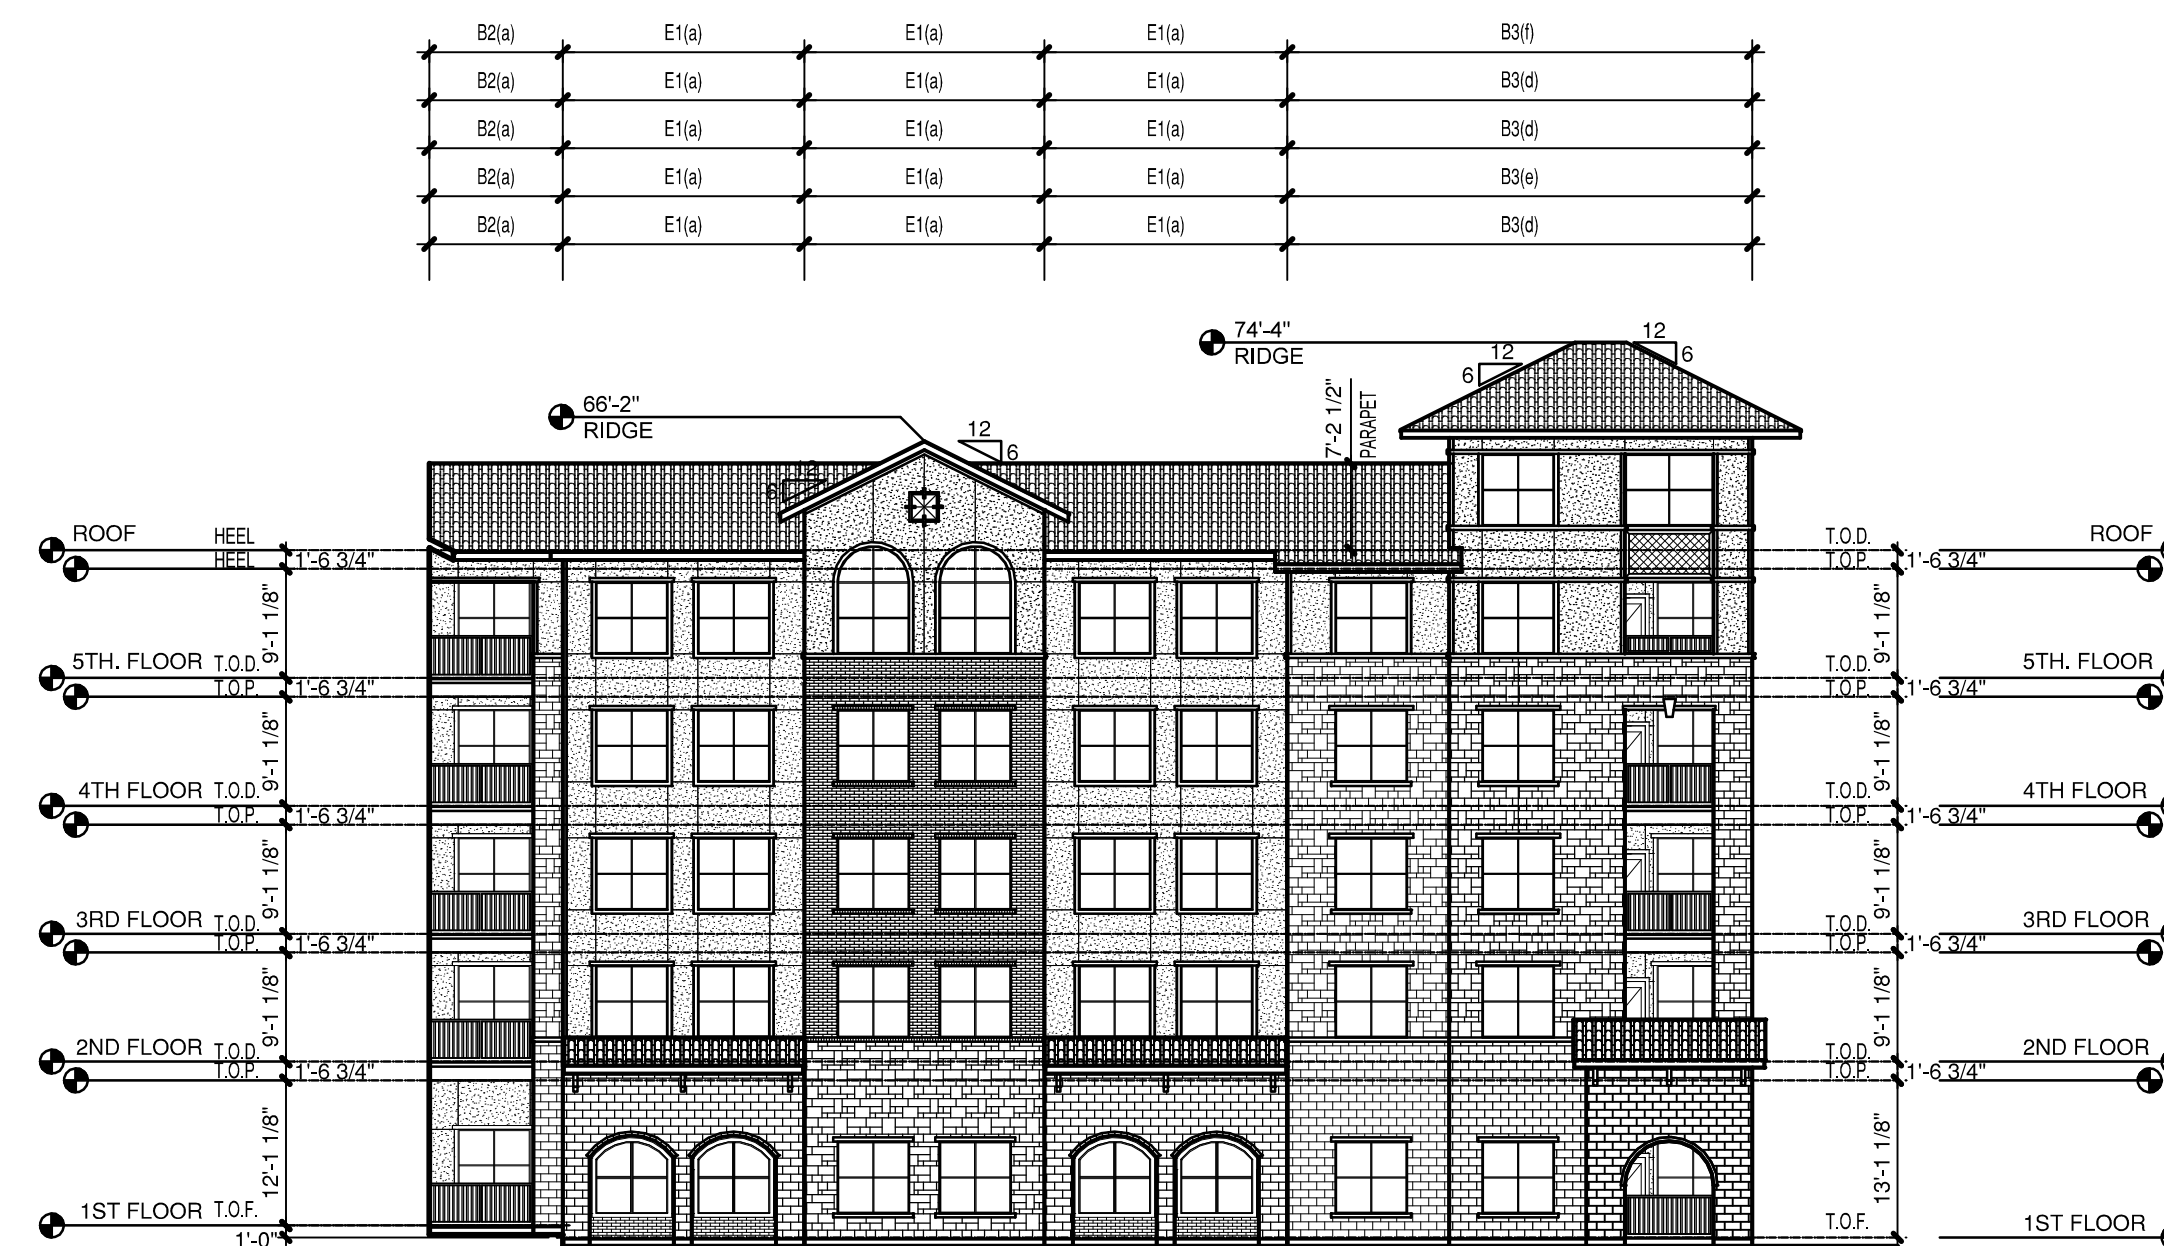 B2(a) E1(a) E1(a) E1(a) B3(f)
B2(a) E1(a) E1(a) E1(a) B3(d)
B2(a) E1(a) E1(a) E1(a) B3(d)
B2(a) E1(a) E1(a) E1(a) B3(e)
B2(a) E1(a) E1(a) E1(a) B3(d)
74'-4"
RIDGE
12
6
12
6
66'-2"
RIDGE
12
6
12
6
7'-2 1/2"
PARAPET
ROOF HEEL
HEEL 1'-6 3/4"
9'-1 1/8"
5TH. FLOOR T.O.D.
T.O.P. 1'-6 3/4"
9'-1 1/8"
4TH FLOOR T.O.D.
T.O.P. 1'-6 3/4"
9'-1 1/8"
3RD FLOOR T.O.D.
T.O.P. 1'-6 3/4"
9'-1 1/8"
2ND FLOOR T.O.D.
T.O.P. 1'-6 3/4"
12'-1 1/8"
1ST FLOOR T.O.F.
1'-0"
T.O.D. ROOF
T.O.P. 1'-6 3/4"
9'-1 1/8"
T.O.D. 5TH. FLOOR
T.O.P. 1'-6 3/4"
9'-1 1/8"
T.O.D. 4TH FLOOR
T.O.P. 1'-6 3/4"
9'-1 1/8"
T.O.D. 3RD FLOOR
T.O.P. 1'-6 3/4"
9'-1 1/8"
T.O.D. 2ND FLOOR
T.O.P. 1'-6 3/4"
13'-1 1/8"
T.O.F. 1ST FLOOR